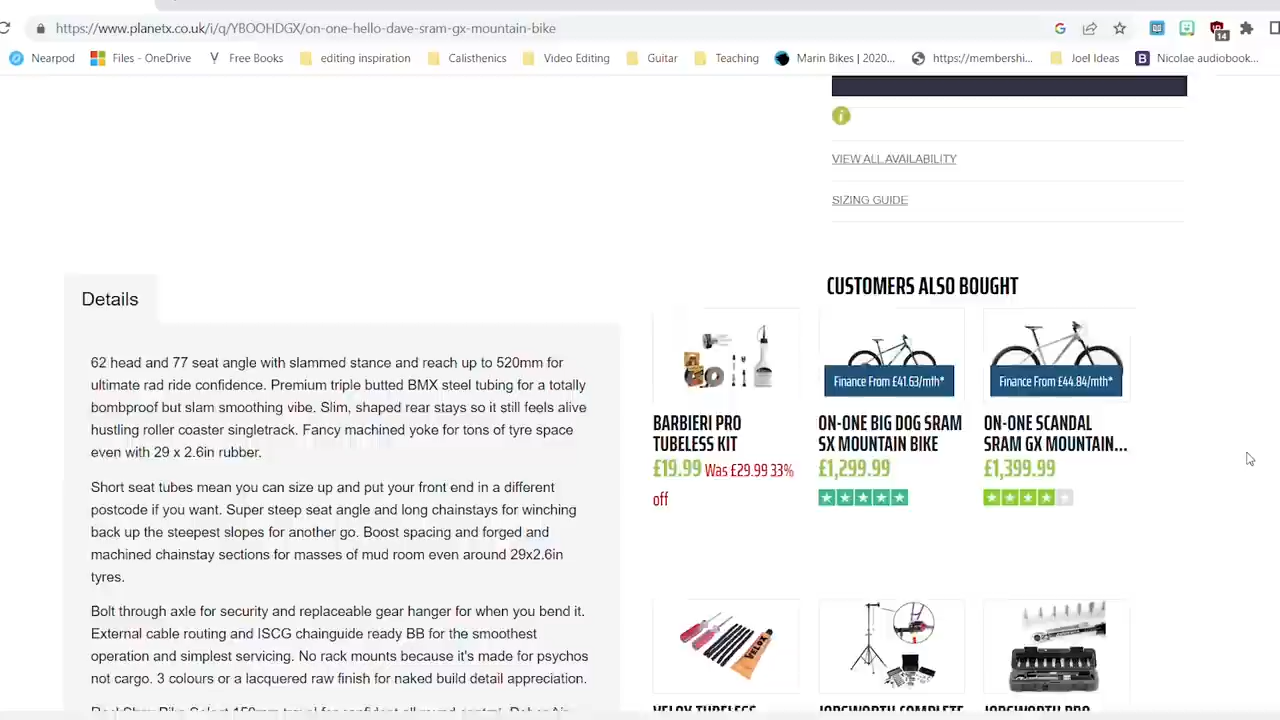 https://www.planetx.co.uk/i/q/YBOOHDGX/on-one-hello-dave-sram-gx-mountain-bike
14
Nearpod
Files - OneDrive
Free Books
editing inspiration
Calisthenics
Video Editing
Guitar
Teaching
Marin Bikes | 2020...
https://membershi...
Joel Ideas
B
Nicolae audiobook...
i
VIEW ALL AVAILABILITY
SIZING GUIDE
Details
62 head and 77 seat angle with slammed stance and reach up to 520mm for
ultimate rad ride confidence. Premium triple butted BMX steel tubing for a totally
bombproof but slam smoothing vibe. Slim, shaped rear stays so it still feels alive
hustling roller coaster singletrack. Fancy machined yoke for tons of tyre space
even with 29 x 2.6in rubber.
Short seat tubes mean you can size up and put your front end in a different
postcode if you want. Super steep seat angle and long chainstays for winching
back up the steepest slopes for another go. Boost spacing and forged and
machined chainstay sections for masses of mud room even around 29x2.6in
tyres.
Bolt through axle for security and replaceable gear hanger for when you bend it.
External cable routing and ISCG chainguide ready BB for the smoothest
operation and simplest servicing. No rack mounts because it's made for psychos
not cargo. 3 colours or a lacquered raw finish for naked build detail appreciation.
CUSTOMERS ALSO BOUGHT
BARBIERI PRO
TUBELESS KIT
£19.99 Was £29.99 33%
off
Finance From £41.63/mth*
ON-ONE BIG DOG SRAM
SX MOUNTAIN BIKE
£1,299.99
Finance From £44.84/mth*
ON-ONE SCANDAL
SRAM GX MOUNTAIN...
£1,399.99
VELOX
VELOX TUBELESS
JOBSWORTH COMPLETE
JOBSWORTH PRO